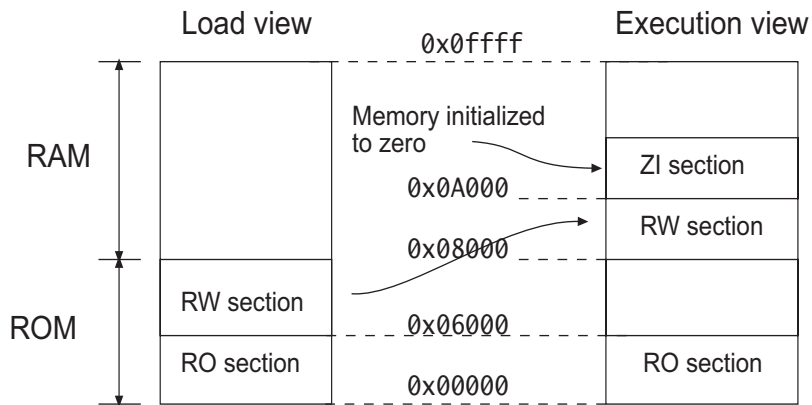 Load view
Execution view
0x0ffff
Memory initialized
to zero
RAM
ZI section
0x0A000
RW section
0x08000
RW section
ROM
0x06000
RO section
RO section
0x00000